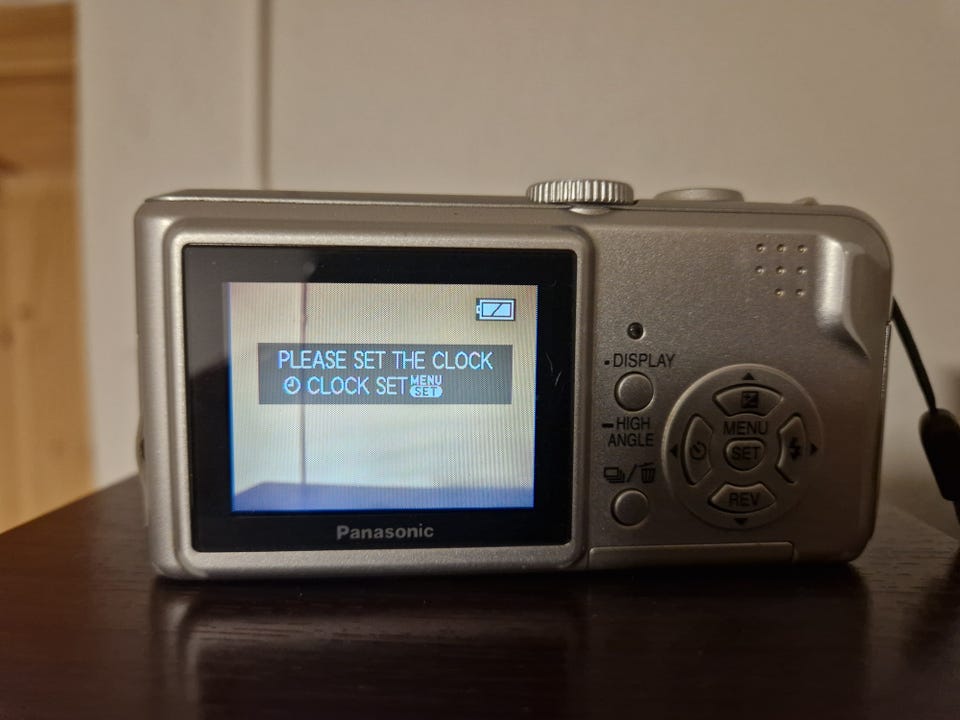 PLEASE SET THE CLOCK
CLOCK SET MENU SET
Panasonic
DISPLAY
HIGH
ANGLE
MENU
SET
REV